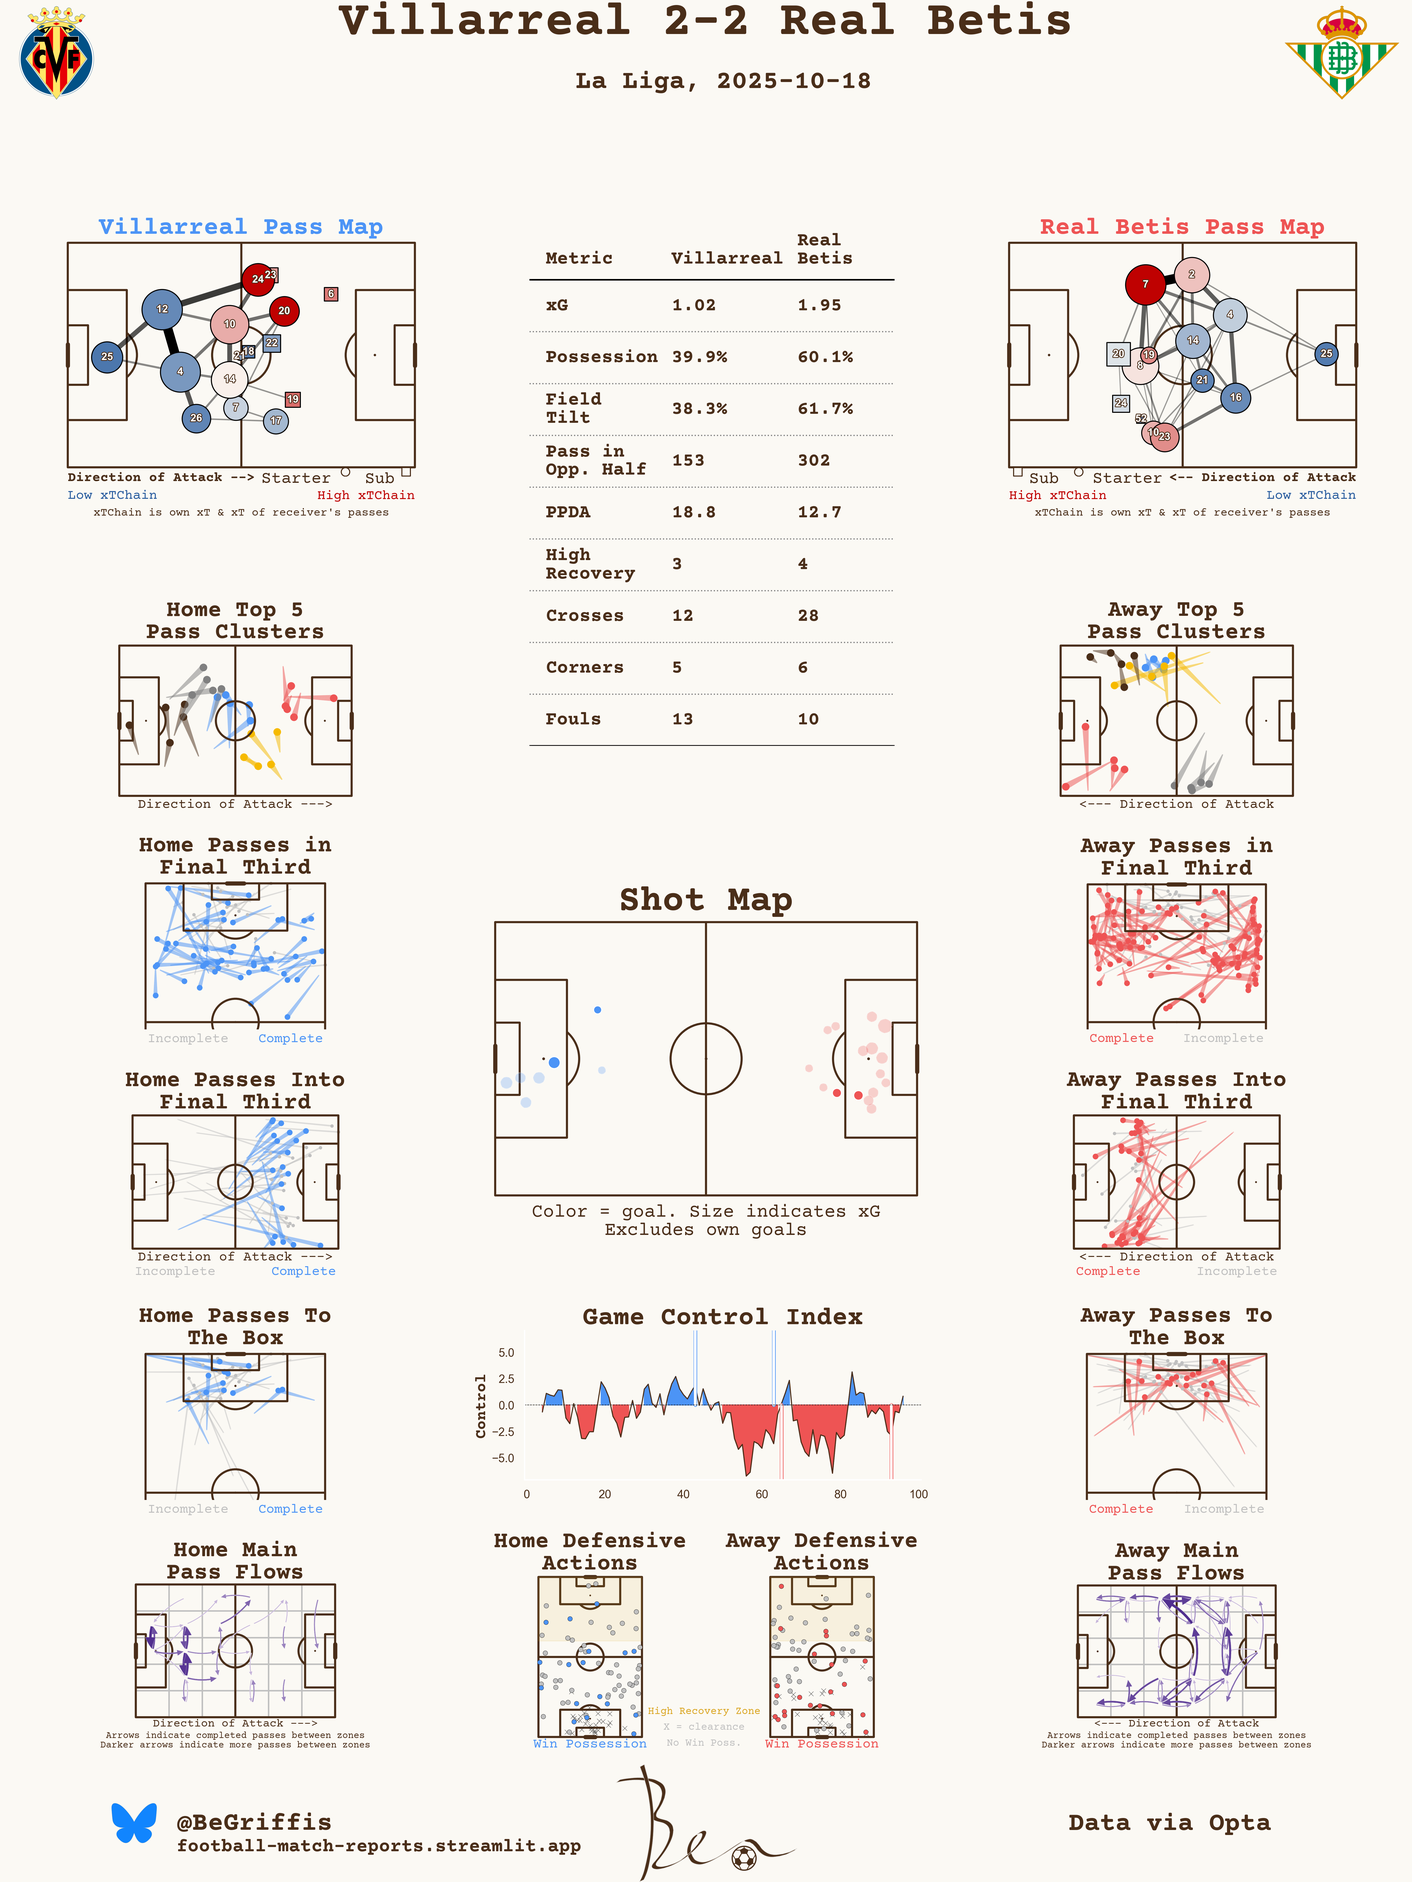 Villarreal 2-2 Real Betis
La Liga, 2025-10-18
CVF
Villarreal Pass Map
24
23
6
12
10
20
22
18
25
4
14
19
26
7
17
Direction of Attack --> Starter Sub
Low xTChain High xTChain
xTChain is own xT & xT of receiver's passes
Metric Villarreal Real Betis
xG 1.02 1.95
Possession 39.9% 60.1%
Field Tilt 38.3% 61.7%
Pass in Opp. Half 153 302
PPDA 18.8 12.7
High Recovery 3 4
Crosses 12 28
Corners 5 6
Fouls 13 10
Real Betis Pass Map
2
7
4
14
20
19
8
25
21
24
16
52
10
23
Sub Starter <-- Direction of Attack
High xTChain Low xTChain
xTChain is own xT & xT of receiver's passes
Home Top 5
Pass Clusters
Direction of Attack --->
Away Top 5
Pass Clusters
<--- Direction of Attack
Home Passes in
Final Third
Incomplete Complete
Shot Map
Color = goal. Size indicates xG
Excludes own goals
Away Passes in
Final Third
Complete Incomplete
Home Passes Into
Final Third
Direction of Attack --->
Incomplete Complete
Away Passes Into
Final Third
<--- Direction of Attack
Complete Incomplete
Home Passes To
The Box
Incomplete Complete
Game Control Index
Control
5.0
2.5
0.0
−2.5
−5.0
0 20 40 60 80 100
Away Passes To
The Box
Complete Incomplete
Home Main
Pass Flows
Direction of Attack --->
Arrows indicate completed passes between zones
Darker arrows indicate more passes between zones
Home Defensive
Actions
Win Possession
High Recovery Zone
X = clearance
No Win Poss.
Away Defensive
Actions
Win Possession
Away Main
Pass Flows
<--- Direction of Attack
Arrows indicate completed passes between zones
Darker arrows indicate more passes between zones
@BeGriffis
football-match-reports.streamlit.app
Ben
Data via Opta